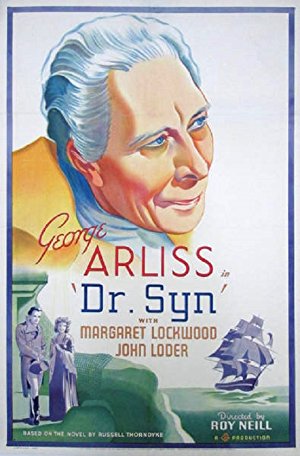 George
ARLISS in
'Dr. Syn'
WITH
MARGARET LOCKWOOD
JOHN LODER
Directed by
ROY NEILL
A GB PRODUCTION
BASED ON THE NOVEL BY RUSSELL THORNDYKE